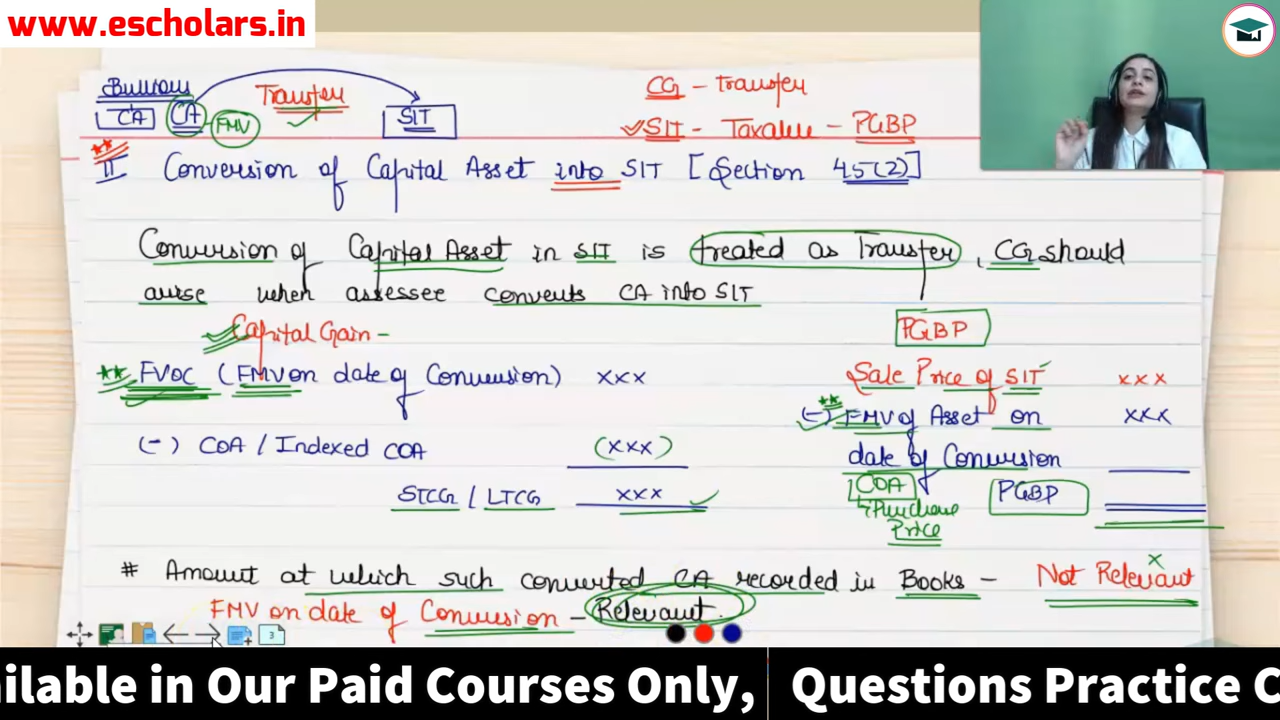 www.escholars.in
Bullions
CA CA Transfer SIT
FMV
CG - Transfer
SIT - Taxable - PGBP
II Conversion of Capital Asset into SIT [Section 45(2)]
Conversion of Capital Asset in SIT is treated as Transfer, CG should
arise when assessee converts CA into SIT
Capital Gain -
PGBP
FVOC (FMV on date of Conversion) xxx
(-) COA / Indexed COA (xxx)
STCG / LTCG xxx
Sale Price of SIT xxx
(-) FMV of Asset on xxx
date of Conversion
COA PGBP
Purchase
Price
# Amount at which such converted CA recorded in Books - Not Relevant x
FMV on date of Conversion - Relevant.
3
ailable in Our Paid Courses Only, Questions Practice C